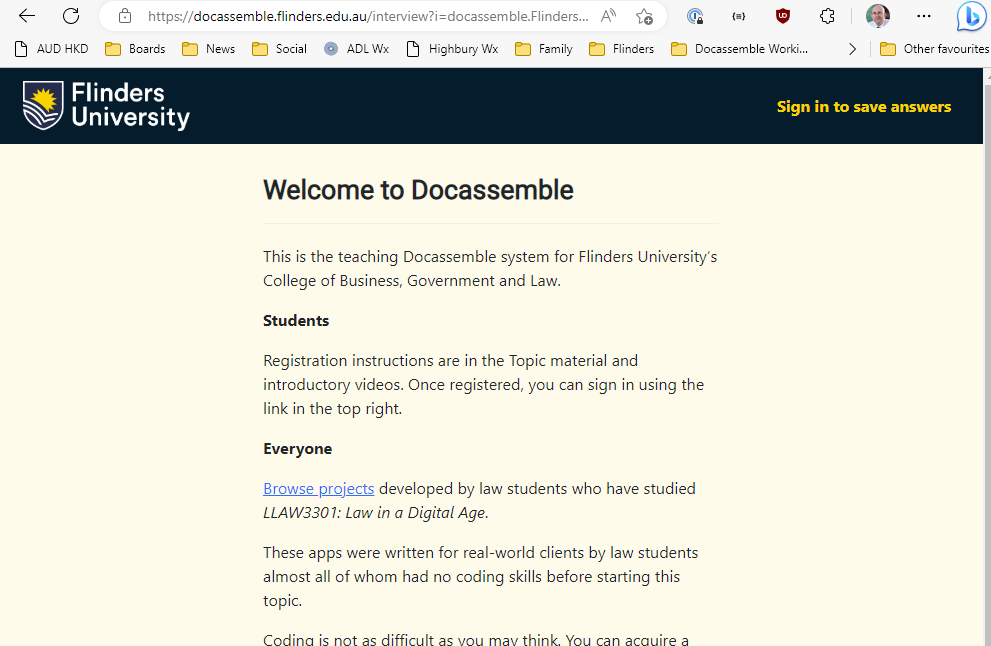 https://docassemble.flinders.edu.au/interview?i=docassemble.Flinders...
AUD HKD Boards News Social ADL Wx Highbury Wx Family Flinders Docassemble Worki... Other favourites
Flinders
University
Sign in to save answers
Welcome to Docassemble
This is the teaching Docassemble system for Flinders University’s
College of Business, Government and Law.
Students
Registration instructions are in the Topic material and
introductory videos. Once registered, you can sign in using the
link in the top right.
Everyone
Browse projects developed by law students who have studied
LLAW3301: Law in a Digital Age.
These apps were written for real-world clients by law students
almost all of whom had no coding skills before starting this
topic.
Coding is not as difficult as you may think. You can acquire a